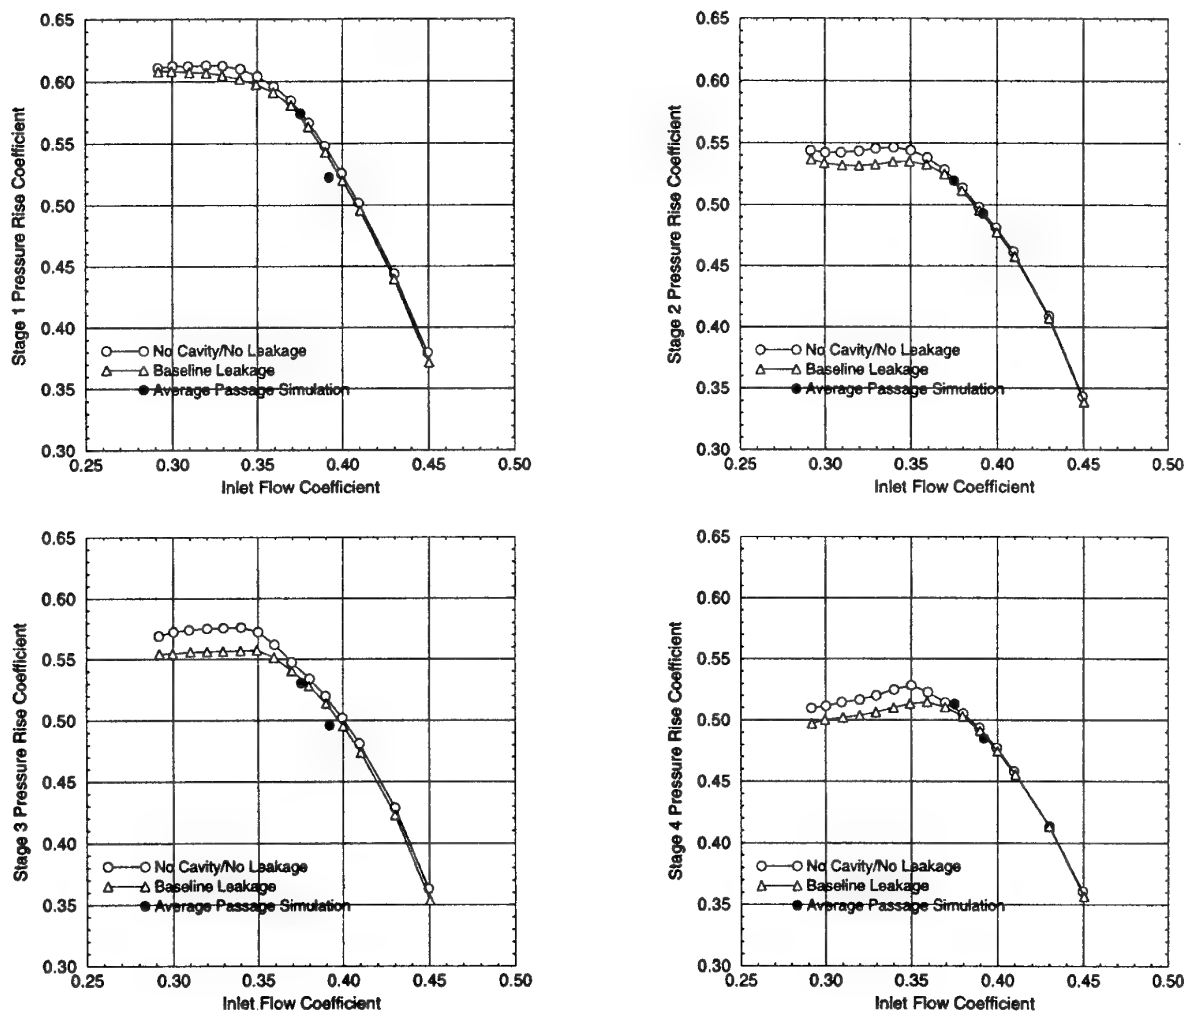 0.65
0.60
0.55
0.50
0.45
0.40
0.35
0.30
Stage 1 Pressure Rise Coefficient
No Cavity/No Leakage
Baseline Leakage
Average Passage Simulation
0.25 0.30 0.35 0.40 0.45 0.50
Inlet Flow Coefficient
0.65
0.60
0.55
0.50
0.45
0.40
0.35
0.30
Stage 2 Pressure Rise Coefficient
No Cavity/No Leakage
Baseline Leakage
Average Passage Simulation
0.25 0.30 0.35 0.40 0.45 0.50
Inlet Flow Coefficient
0.65
0.60
0.55
0.50
0.45
0.40
0.35
0.30
Stage 3 Pressure Rise Coefficient
No Cavity/No Leakage
Baseline Leakage
Average Passage Simulation
0.25 0.30 0.35 0.40 0.45 0.50
Inlet Flow Coefficient
0.65
0.60
0.55
0.50
0.45
0.40
0.35
0.30
Stage 4 Pressure Rise Coefficient
No Cavity/No Leakage
Baseline Leakage
Average Passage Simulation
0.25 0.30 0.35 0.40 0.45 0.50
Inlet Flow Coefficient